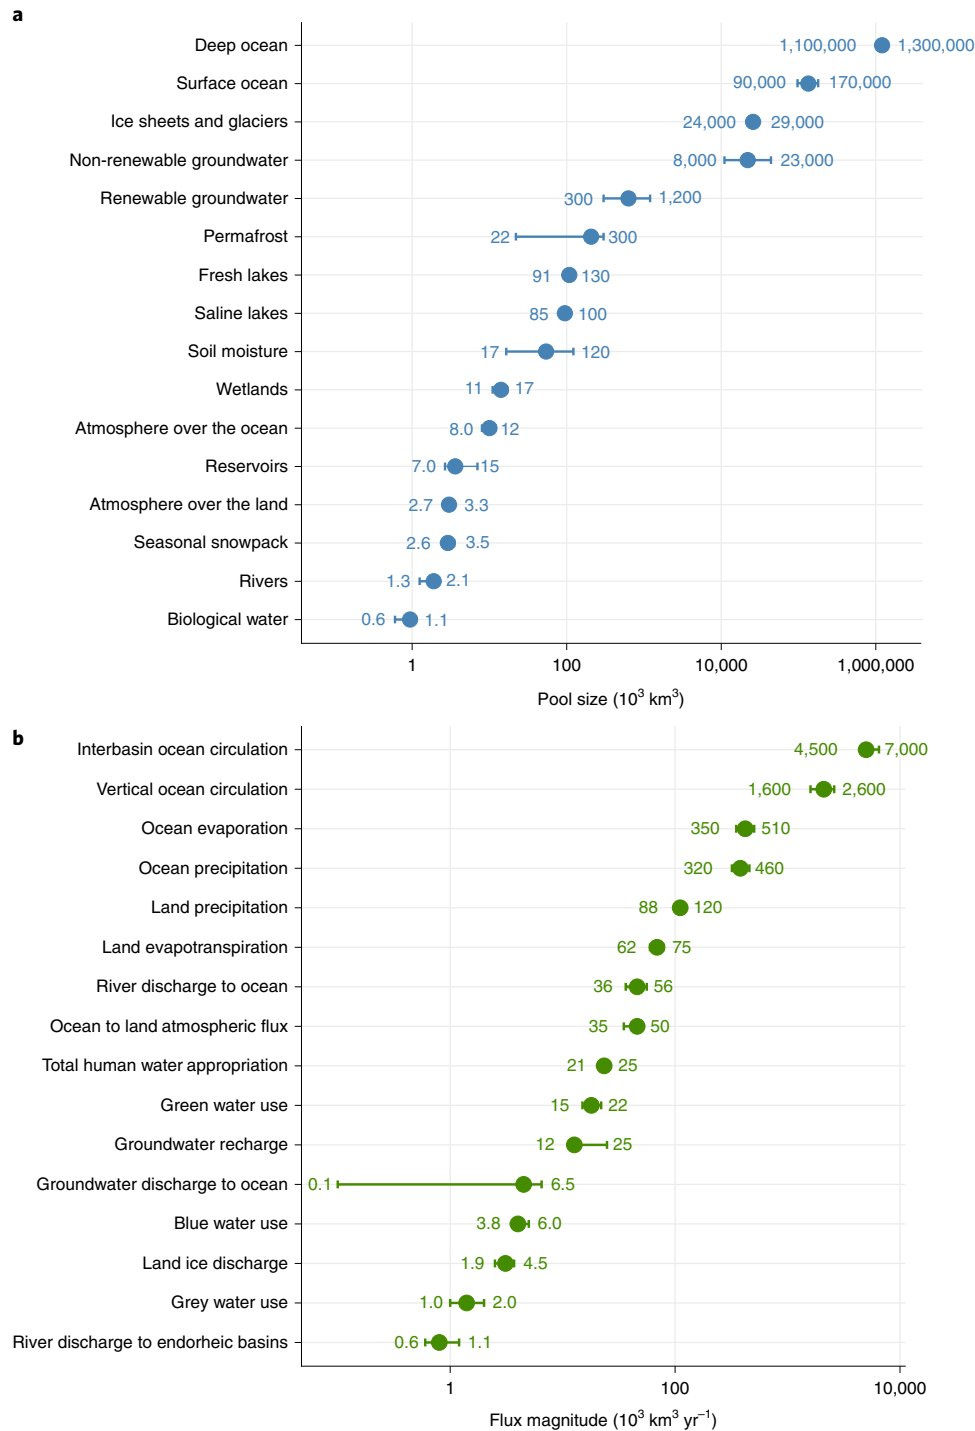 a
Deep ocean 1,100,000 1,300,000
Surface ocean 90,000 170,000
Ice sheets and glaciers 24,000 29,000
Non-renewable groundwater 8,000 23,000
Renewable groundwater 300 1,200
Permafrost 22 300
Fresh lakes 91 130
Saline lakes 85 100
Soil moisture 17 120
Wetlands 11 17
Atmosphere over the ocean 8.0 12
Reservoirs 7.0 15
Atmosphere over the land 2.7 3.3
Seasonal snowpack 2.6 3.5
Rivers 1.3 2.1
Biological water 0.6 1.1
1 100 10,000 1,000,000
Pool size (10³ km³)
b
Interbasin ocean circulation 4,500 7,000
Vertical ocean circulation 1,600 2,600
Ocean evaporation 350 510
Ocean precipitation 320 460
Land precipitation 88 120
Land evapotranspiration 62 75
River discharge to ocean 36 56
Ocean to land atmospheric flux 35 50
Total human water appropriation 21 25
Green water use 15 22
Groundwater recharge 12 25
Groundwater discharge to ocean 0.1 6.5
Blue water use 3.8 6.0
Land ice discharge 1.9 4.5
Grey water use 1.0 2.0
River discharge to endorheic basins 0.6 1.1
1 100 10,000
Flux magnitude (10³ km³ yr⁻¹)